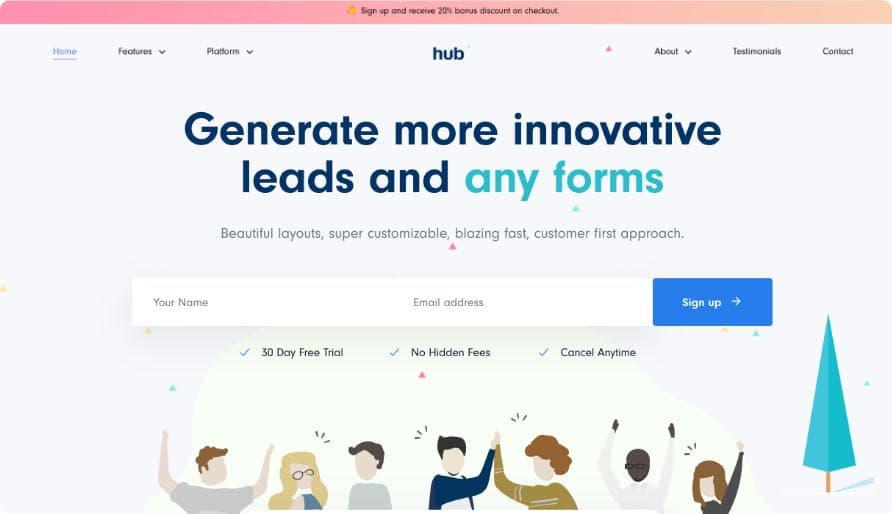 Sign up and receive 20% bonus discount on checkout.
Home Features Platform hub About Testimonials Contact
Generate more innovative
leads and any forms
Beautiful layouts, super customizable, blazing fast, customer first approach.
Your Name Email address Sign up
30 Day Free Trial No Hidden Fees Cancel Anytime